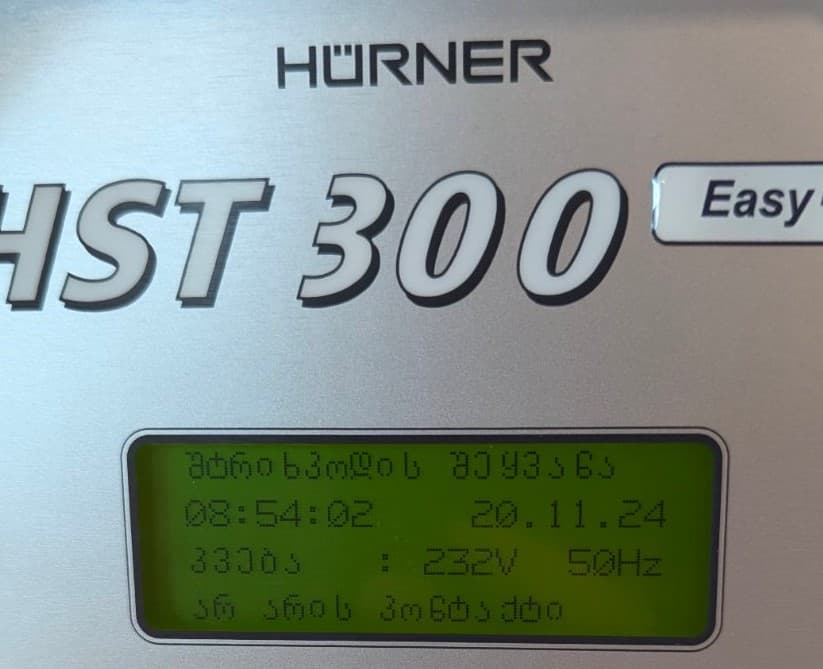 HÜRNER
HST 300 Easy
შტრიხკოდის შეყვანა
08:54:02 20.11.24
კვება : 232V 50Hz
არ არის კონტაქტი